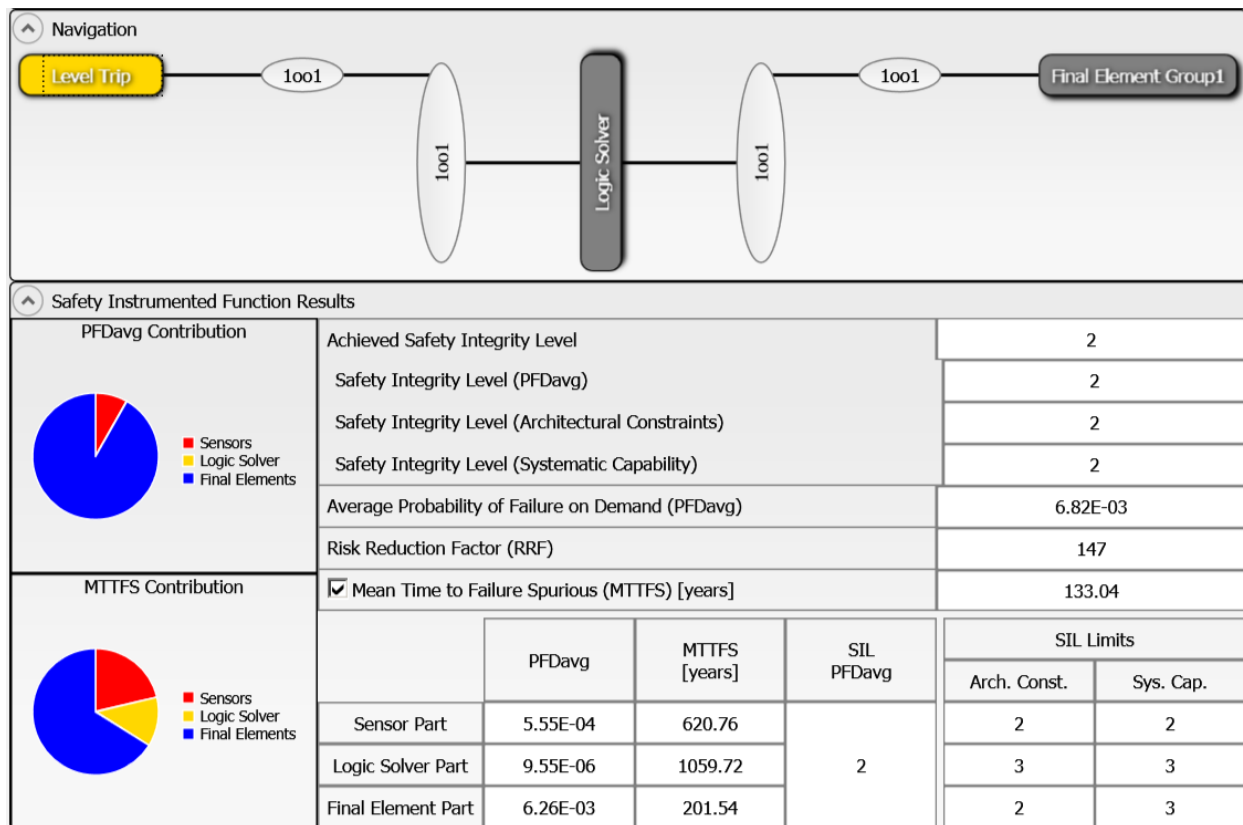 Navigation
Level Trip
1oo1
1oo1
Logic Solver
1oo1
1oo1
Final Element Group1
Safety Instrumented Function Results
PFDavg Contribution
Sensors
Logic Solver
Final Elements
MTTFS Contribution
Sensors
Logic Solver
Final Elements
Achieved Safety Integrity Level 2
Safety Integrity Level (PFDavg) 2
Safety Integrity Level (Architectural Constraints) 2
Safety Integrity Level (Systematic Capability) 2
Average Probability of Failure on Demand (PFDavg) 6.82E-03
Risk Reduction Factor (RRF) 147
Mean Time to Failure Spurious (MTTFS) [years] 133.04
PFDavg MTTFS [years] SIL PFDavg SIL Limits
Arch. Const. Sys. Cap.
Sensor Part 5.55E-04 620.76 2 2
Logic Solver Part 9.55E-06 1059.72 2 3 3
Final Element Part 6.26E-03 201.54 2 3